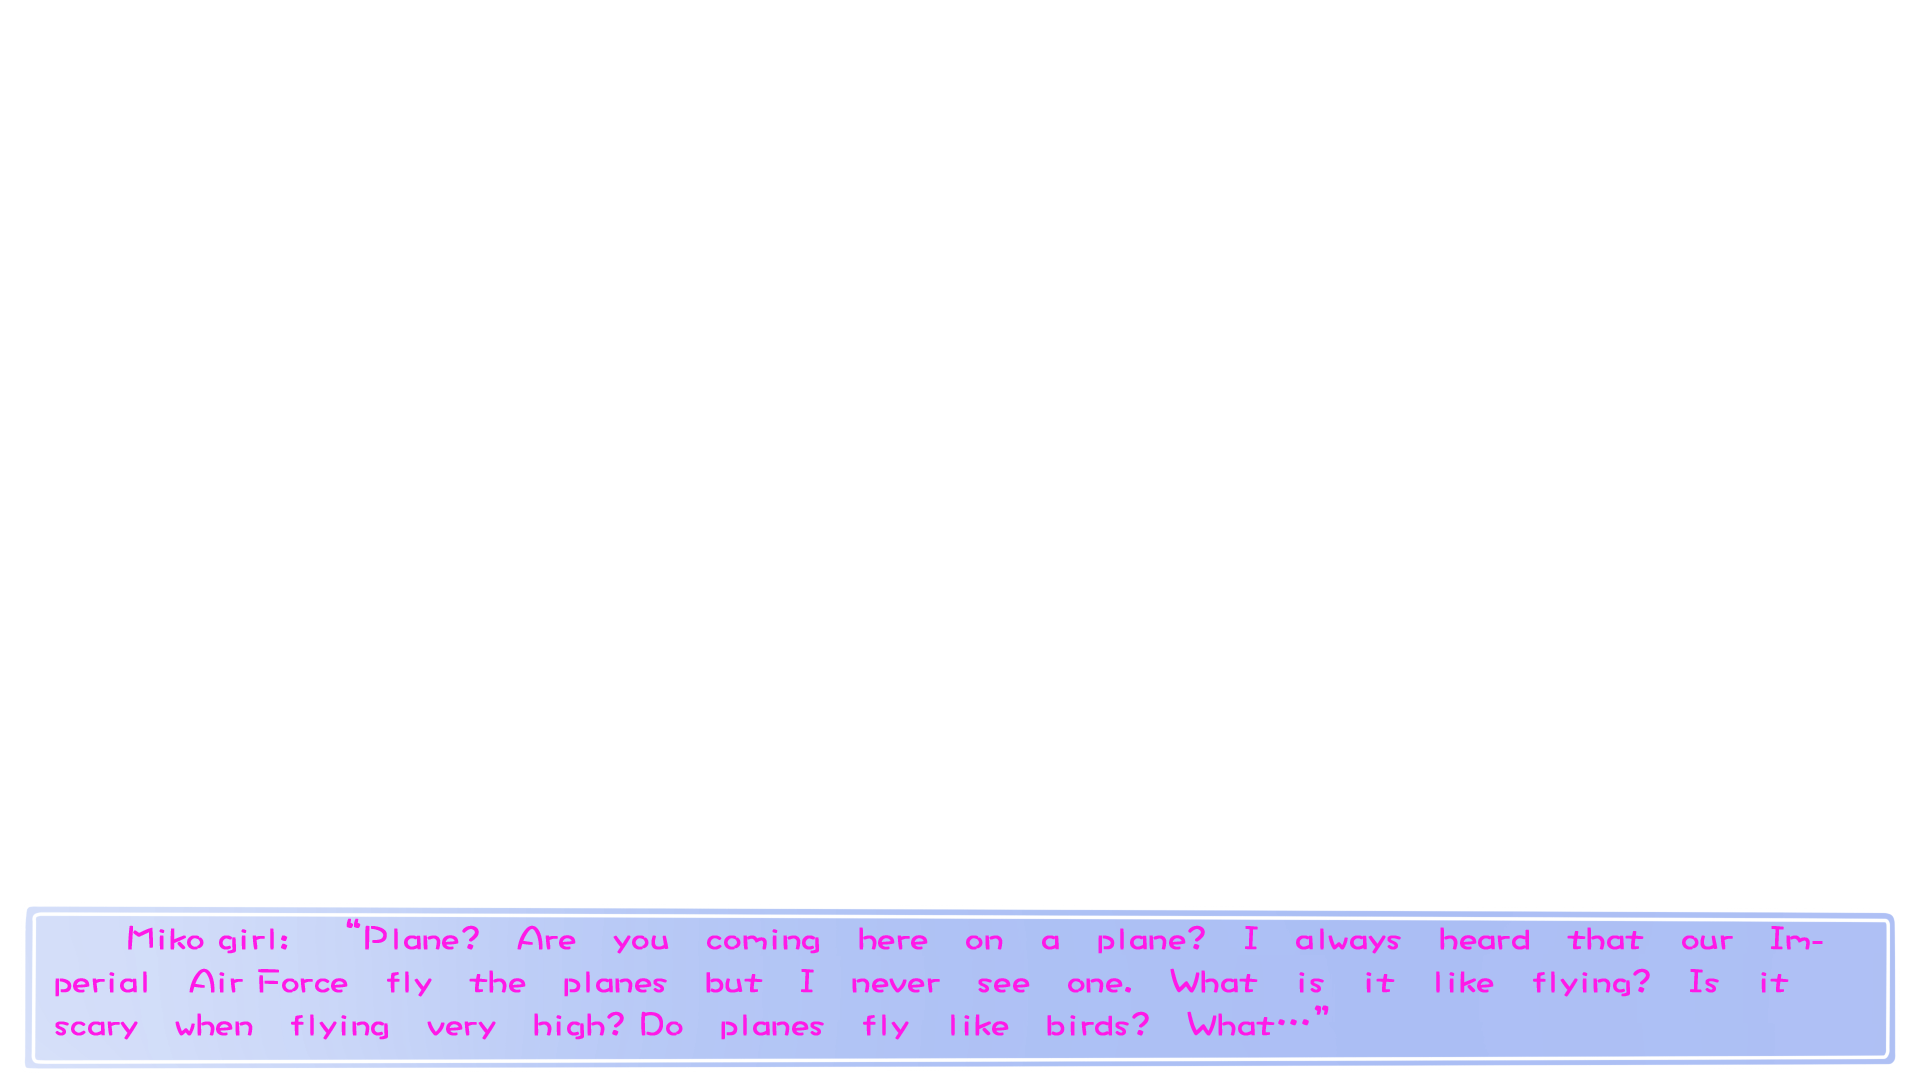 Miko girl: “Plane? Are you coming here on a plane? I always heard that our Im-
perial Air Force fly the planes but I never see one. What is it like flying? Is it
scary when flying very high? Do planes fly like birds? What…”